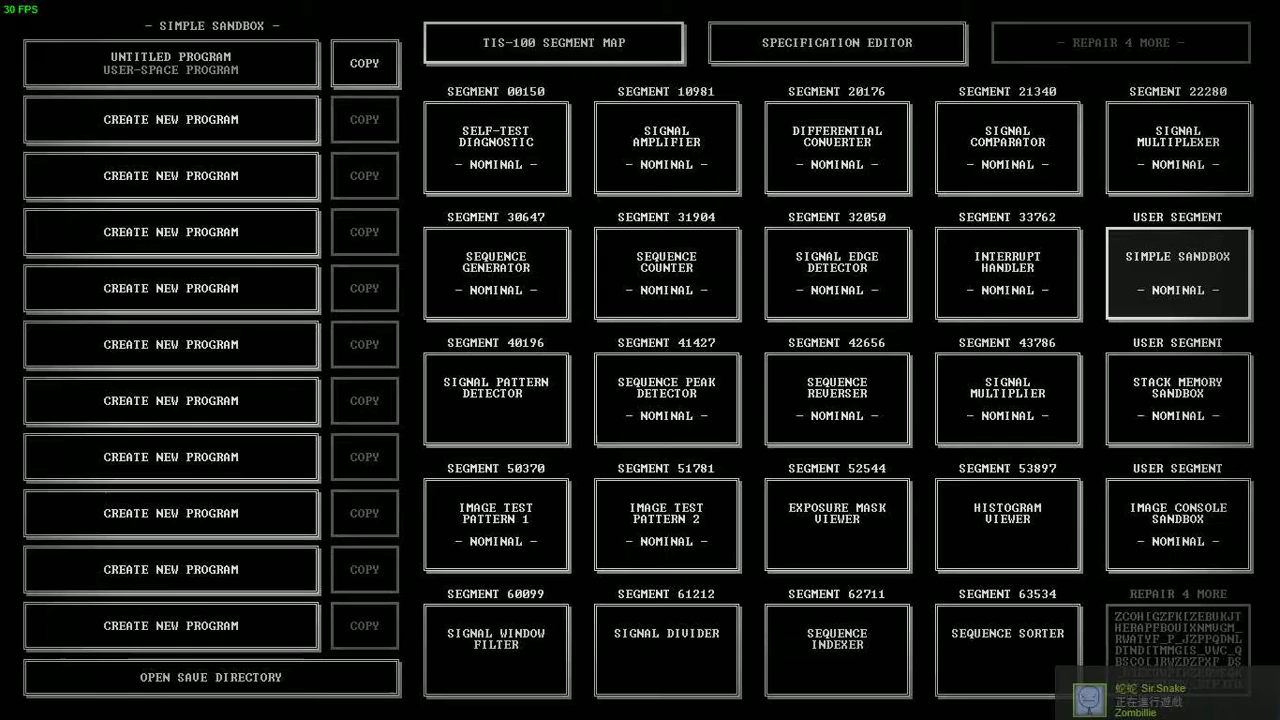 30 FPS
- SIMPLE SANDBOX -
UNTITLED PROGRAM
USER-SPACE PROGRAM
COPY
CREATE NEW PROGRAM
COPY
CREATE NEW PROGRAM
COPY
CREATE NEW PROGRAM
COPY
CREATE NEW PROGRAM
COPY
CREATE NEW PROGRAM
COPY
CREATE NEW PROGRAM
COPY
CREATE NEW PROGRAM
COPY
CREATE NEW PROGRAM
COPY
CREATE NEW PROGRAM
COPY
CREATE NEW PROGRAM
COPY
OPEN SAVE DIRECTORY
TIS-100 SEGMENT MAP
SPECIFICATION EDITOR
- REPAIR 4 MORE -
SEGMENT 00150
SELF-TEST
DIAGNOSTIC
- NOMINAL -
SEGMENT 10981
SIGNAL
AMPLIFIER
- NOMINAL -
SEGMENT 20176
DIFFERENTIAL
CONVERTER
- NOMINAL -
SEGMENT 21340
SIGNAL
COMPARATOR
- NOMINAL -
SEGMENT 22280
SIGNAL
MULTIPLEXER
- NOMINAL -
SEGMENT 30647
SEQUENCE
GENERATOR
- NOMINAL -
SEGMENT 31904
SEQUENCE
COUNTER
- NOMINAL -
SEGMENT 32050
SIGNAL EDGE
DETECTOR
- NOMINAL -
SEGMENT 33762
INTERRUPT
HANDLER
- NOMINAL -
USER SEGMENT
SIMPLE SANDBOX
- NOMINAL -
SEGMENT 40196
SIGNAL PATTERN
DETECTOR
SEGMENT 41427
SEQUENCE PEAK
DETECTOR
- NOMINAL -
SEGMENT 42656
SEQUENCE
REVERSER
- NOMINAL -
SEGMENT 43786
SIGNAL
MULTIPLIER
- NOMINAL -
USER SEGMENT
STACK MEMORY
SANDBOX
- NOMINAL -
SEGMENT 50370
IMAGE TEST
PATTERN 1
- NOMINAL -
SEGMENT 51781
IMAGE TEST
PATTERN 2
- NOMINAL -
SEGMENT 52544
EXPOSURE MASK
VIEWER
SEGMENT 53897
HISTOGRAM
VIEWER
USER SEGMENT
IMAGE CONSOLE
SANDBOX
- NOMINAL -
SEGMENT 60099
SIGNAL WINDOW
FILTER
SEGMENT 61212
SIGNAL DIVIDER
SEGMENT 62711
SEQUENCE
INDEXER
SEGMENT 63534
SEQUENCE SORTER
REPAIR 4 MORE
蛇蛇 Sir.Snake
正在進行遊戲
Zombillie